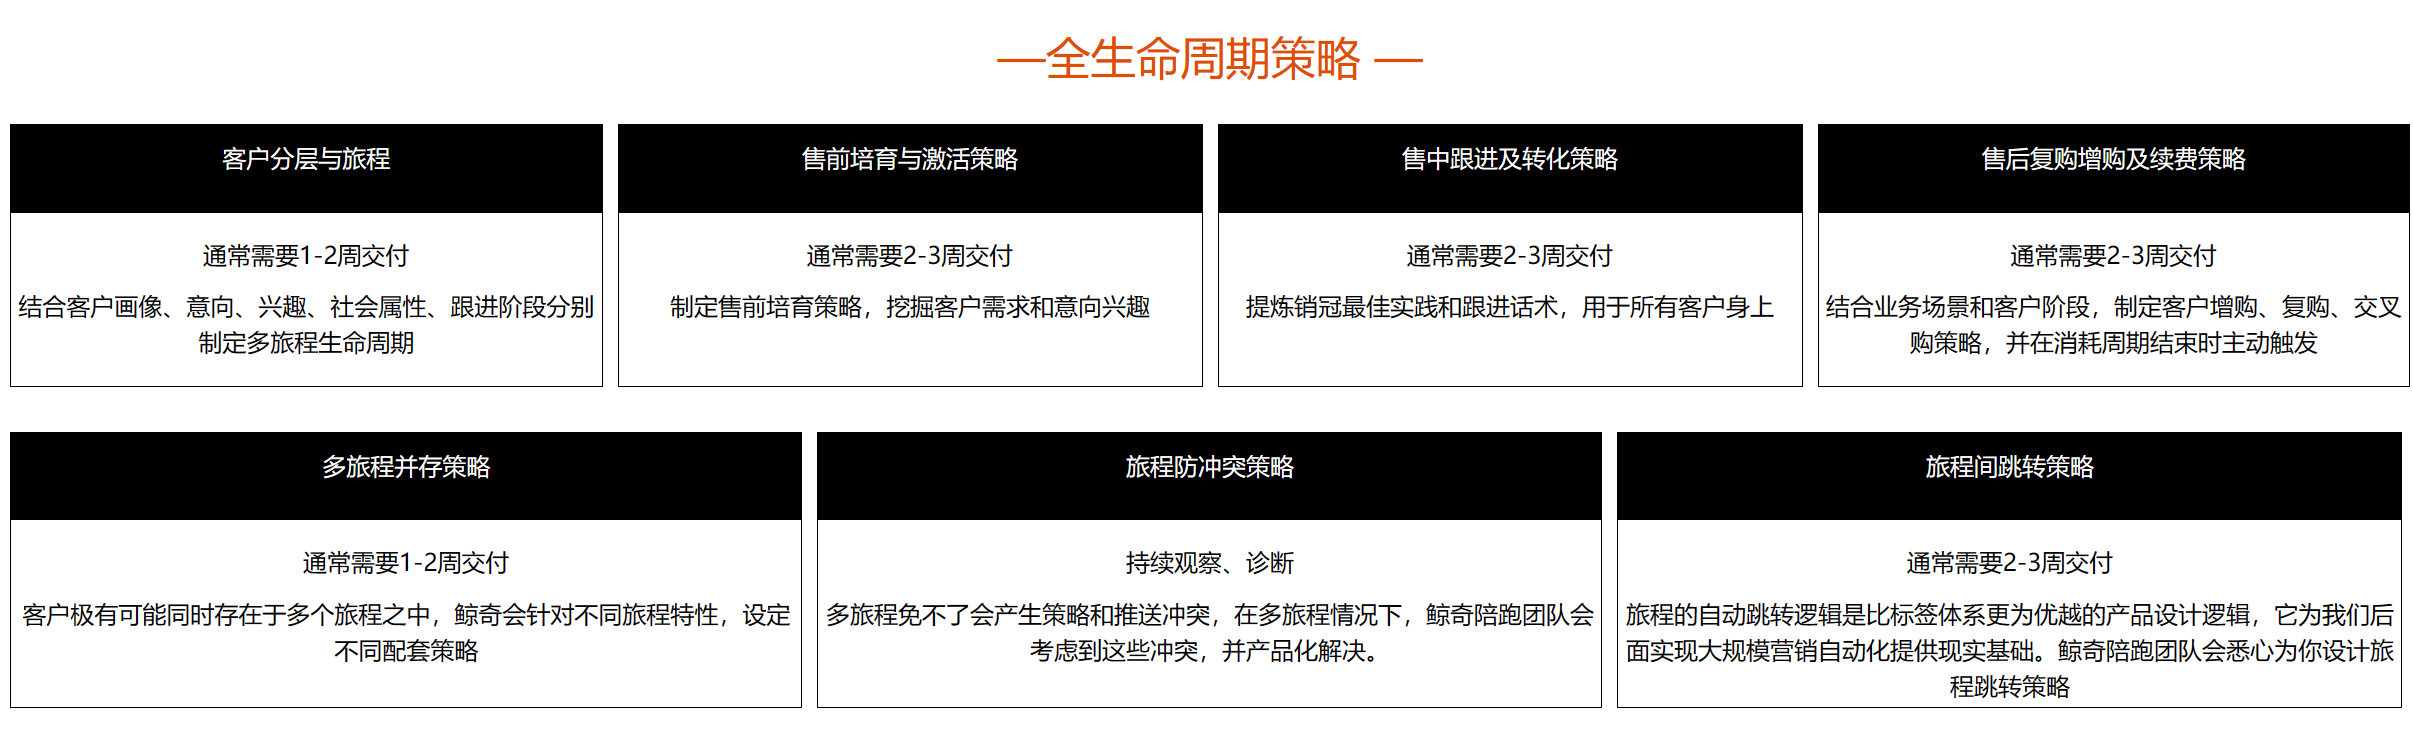 —全生命周期策略 —
客户分层与旅程
通常需要1-2周交付
结合客户画像、意向、兴趣、社会属性、跟进阶段分别
制定多旅程生命周期
售前培育与激活策略
通常需要2-3周交付
制定售前培育策略，挖掘客户需求和意向兴趣
售中跟进及转化策略
通常需要2-3周交付
提炼销冠最佳实践和跟进话术，用于所有客户身上
售后复购增购及续费策略
通常需要2-3周交付
结合业务场景和客户阶段，制定客户增购、复购、交叉
购策略，并在消耗周期结束时主动触发
多旅程并存策略
通常需要1-2周交付
客户极有可能同时存在于多个旅程之中，鲸奇会针对不同旅程特性，设定
不同配套策略
旅程防冲突策略
持续观察、诊断
多旅程免不了会产生策略和推送冲突，在多旅程情况下，鲸奇陪跑团队会
考虑到这些冲突，并产品化解决。
旅程间跳转策略
通常需要2-3周交付
旅程的自动跳转逻辑是比标签体系更为优越的产品设计逻辑，它为我们后
面实现大规模营销自动化提供现实基础。鲸奇陪跑团队会悉心为你设计旅
程跳转策略